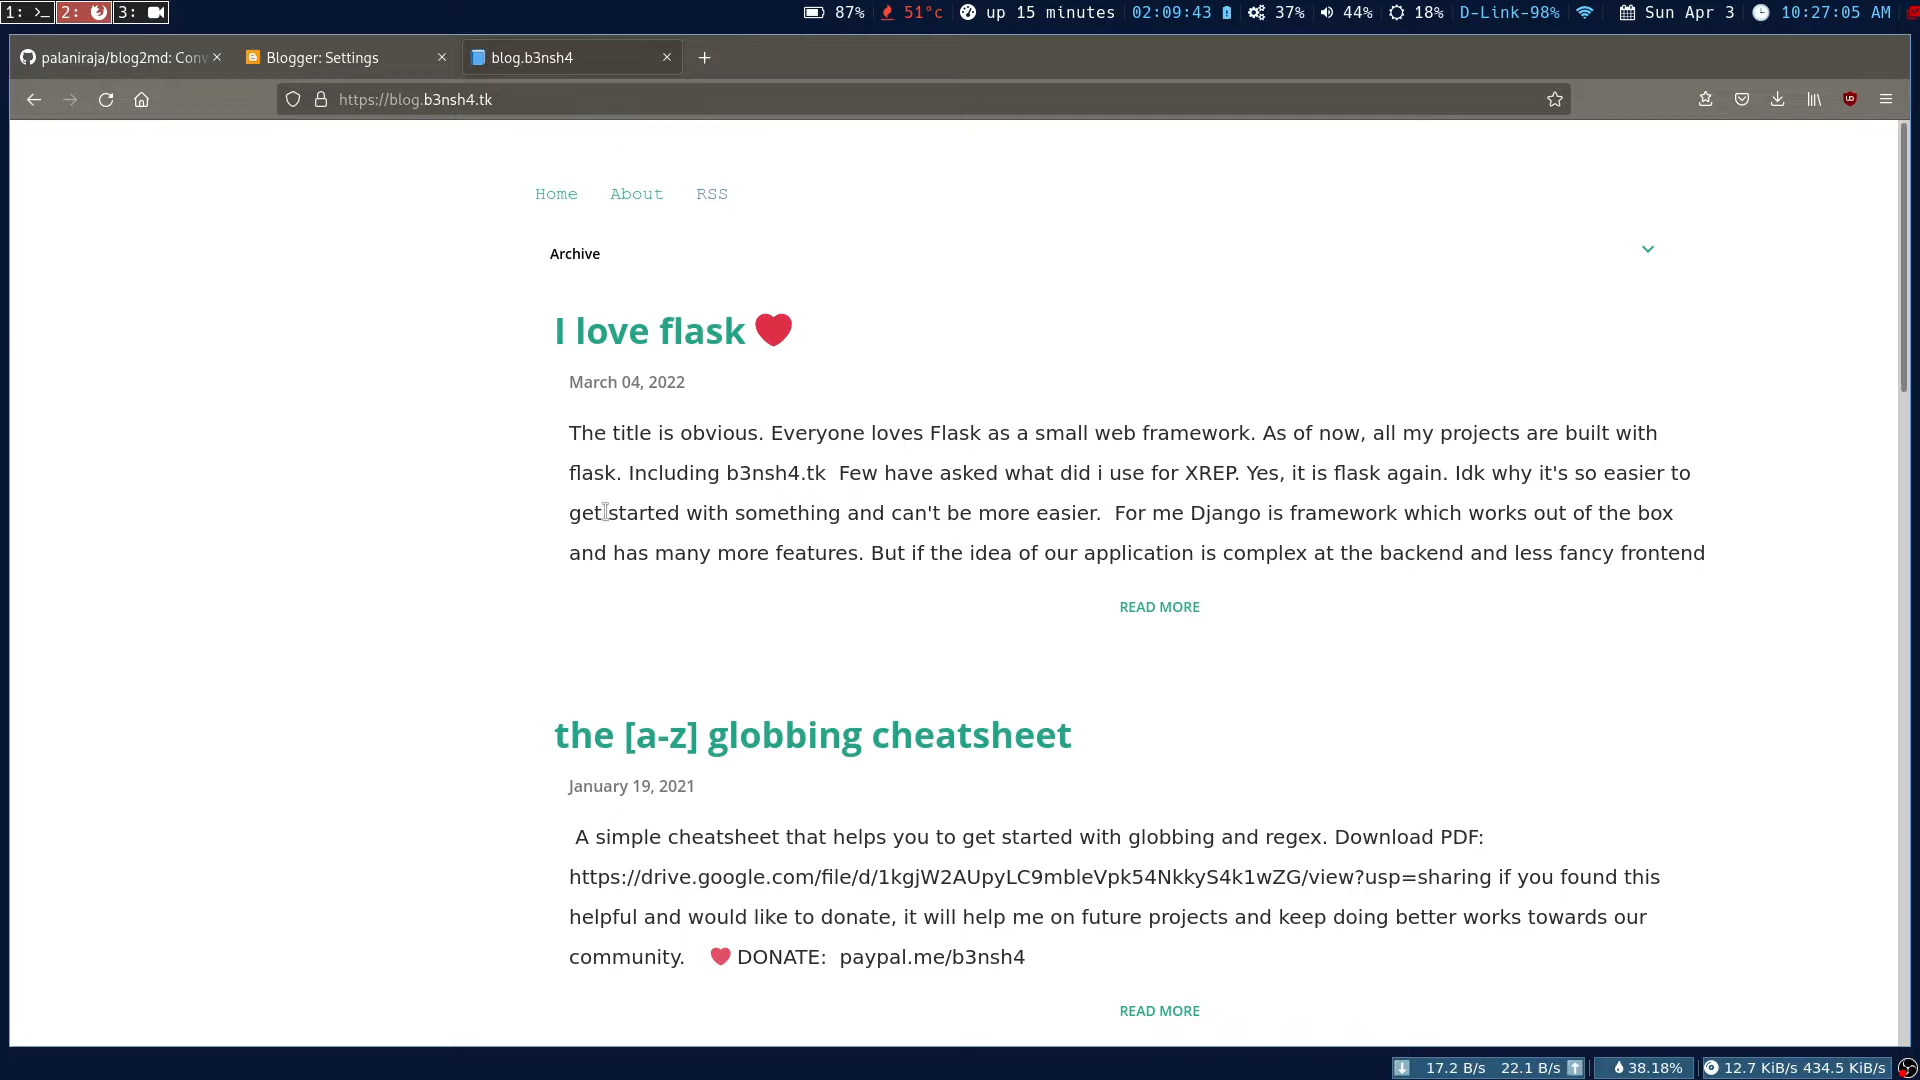 1: >_ 2: 3: 87% 51°c up 15 minutes 02:09:43 37% 44% 18% D-Link-98% Sun Apr 3 10:27:05 AM
palaniraja/blog2md: Conv Blogger: Settings blog.b3nsh4
https://blog.b3nsh4.tk
Home About RSS
Archive
I love flask ❤
March 04, 2022
The title is obvious. Everyone loves Flask as a small web framework. As of now, all my projects are built with
flask. Including b3nsh4.tk  Few have asked what did i use for XREP. Yes, it is flask again. Idk why it's so easier to
get started with something and can't be more easier.  For me Django is framework which works out of the box
and has many more features. But if the idea of our application is complex at the backend and less fancy frontend
READ MORE
the [a-z] globbing cheatsheet
January 19, 2021
A simple cheatsheet that helps you to get started with globbing and regex. Download PDF:
https://drive.google.com/file/d/1kgjW2AUpyLC9mbleVpk54NkkyS4k1wZG/view?usp=sharing if you found this
helpful and would like to donate, it will help me on future projects and keep doing better works towards our
community.    ❤ DONATE:  paypal.me/b3nsh4
READ MORE
17.2 B/s 22.1 B/s 38.18% 12.7 KiB/s 434.5 KiB/s